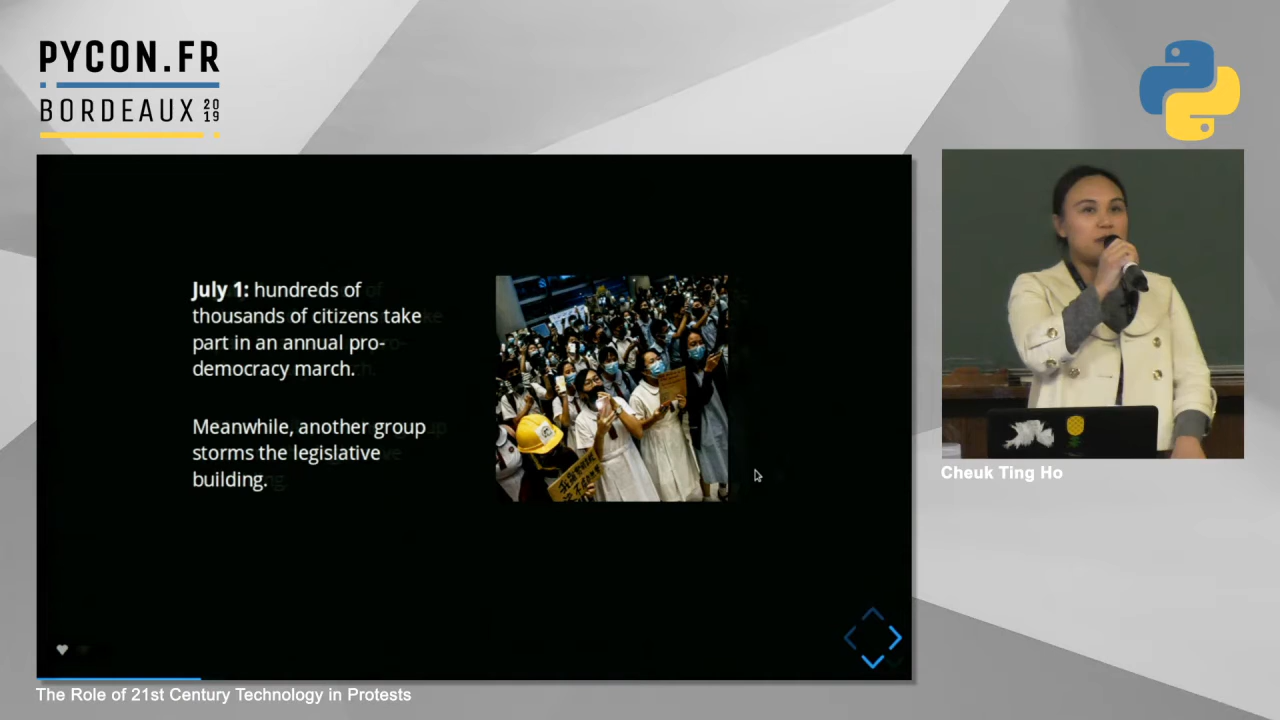 PYCON.FR
BORDEAUX 2019
July 1: hundreds of
thousands of citizens take
part in an annual pro-
democracy march.
Meanwhile, another group
storms the legislative
building.
Cheuk Ting Ho
The Role of 21st Century Technology in Protests